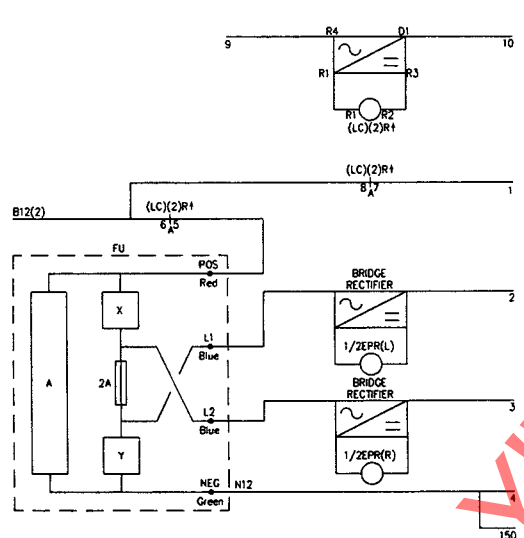 R4 D1
9 10
R1 R3
R1 R2
(LC)(2)R↑
(LC)(2)R↑
8 A 7
1
B12(2)
(LC)(2)R↑
6 A 5
FU
POS
Red
BRIDGE
RECTIFIER
2
X
L1
Blue
1/2EPR(L)
A
2A
BRIDGE
RECTIFIER
3
L2
Blue
Y
1/2EPR(R)
NEG
Green
N12
4
150